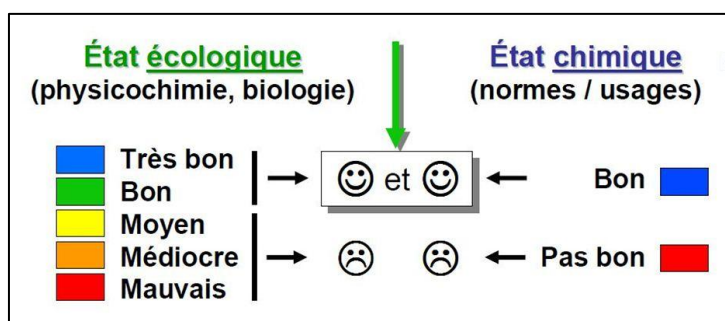 État écologique
(physicochimie, biologie)
État chimique
(normes / usages)
Très bon
Bon
Moyen
Médiocre
Mauvais
et
Bon
Pas bon